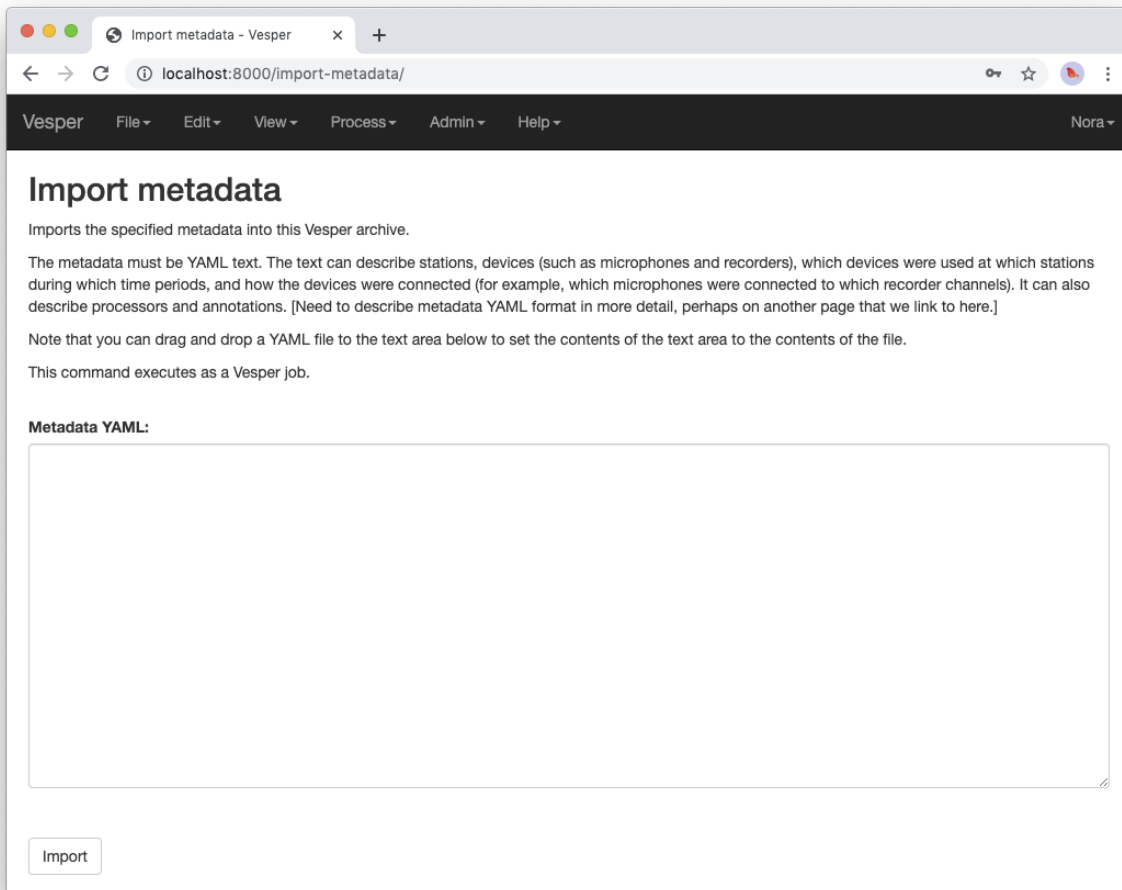 Import metadata - Vesper
localhost:8000/import-metadata/
Vesper File Edit View Process Admin Help Nora
Import metadata
Imports the specified metadata into this Vesper archive.
The metadata must be YAML text. The text can describe stations, devices (such as microphones and recorders), which devices were used at which stations
during which time periods, and how the devices were connected (for example, which microphones were connected to which recorder channels). It can also
describe processors and annotations. [Need to describe metadata YAML format in more detail, perhaps on another page that we link to here.]
Note that you can drag and drop a YAML file to the text area below to set the contents of the text area to the contents of the file.
This command executes as a Vesper job.
Metadata YAML:
Import